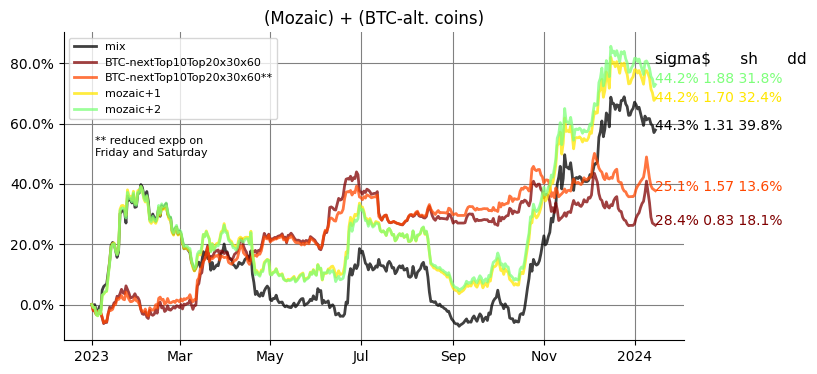 (Mozaic) + (BTC-alt. coins)
mix
BTC-nextTop10Top20x30x60
BTC-nextTop10Top20x30x60**
mozaic+1
mozaic+2
** reduced expo on
Friday and Saturday
sigma$ sh dd
44.2% 1.88 31.8%
44.2% 1.70 32.4%
44.3% 1.31 39.8%
25.1% 1.57 13.6%
28.4% 0.83 18.1%
80.0%
60.0%
40.0%
20.0%
0.0%
2023 Mar May Jul Sep Nov 2024